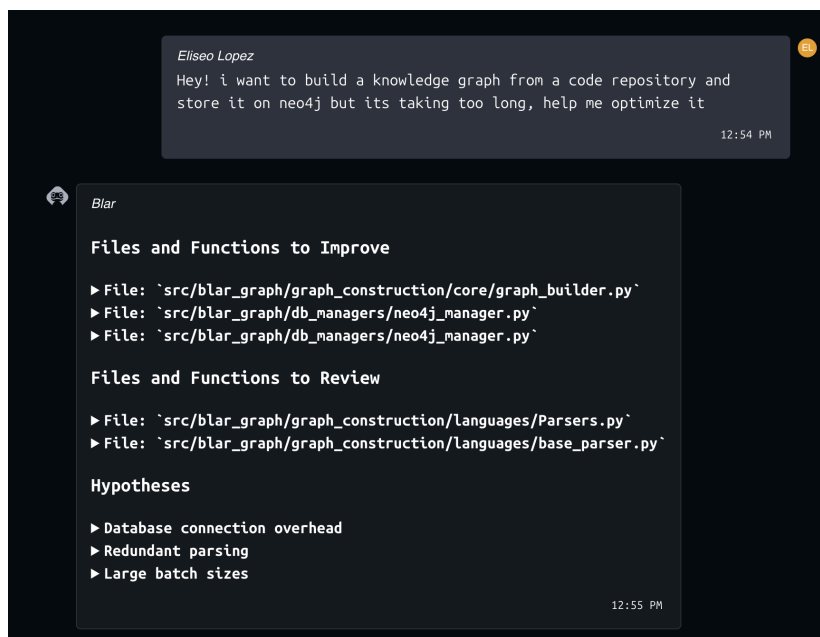 EL
Eliseo Lopez
Hey! i want to build a knowledge graph from a code repository and
store it on neo4j but its taking too long, help me optimize it
12:54 PM
Blar
Files and Functions to Improve
▶ File: `src/blar_graph/graph_construction/core/graph_builder.py`
▶ File: `src/blar_graph/db_managers/neo4j_manager.py`
▶ File: `src/blar_graph/db_managers/neo4j_manager.py`
Files and Functions to Review
▶ File: `src/blar_graph/graph_construction/languages/Parsers.py`
▶ File: `src/blar_graph/graph_construction/languages/base_parser.py`
Hypotheses
▶ Database connection overhead
▶ Redundant parsing
▶ Large batch sizes
12:55 PM